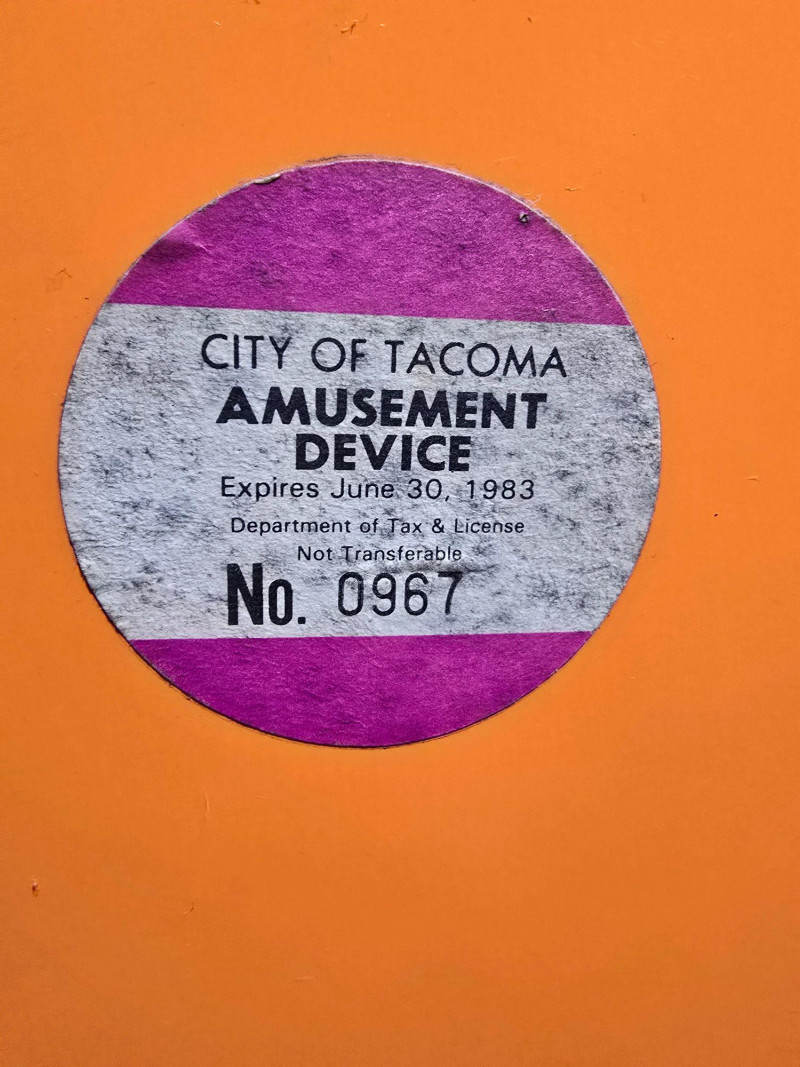 CITY OF TACOMA
AMUSEMENT
DEVICE
Expires June 30, 1983
Department of Tax & License
Not Transferable
No. 0967